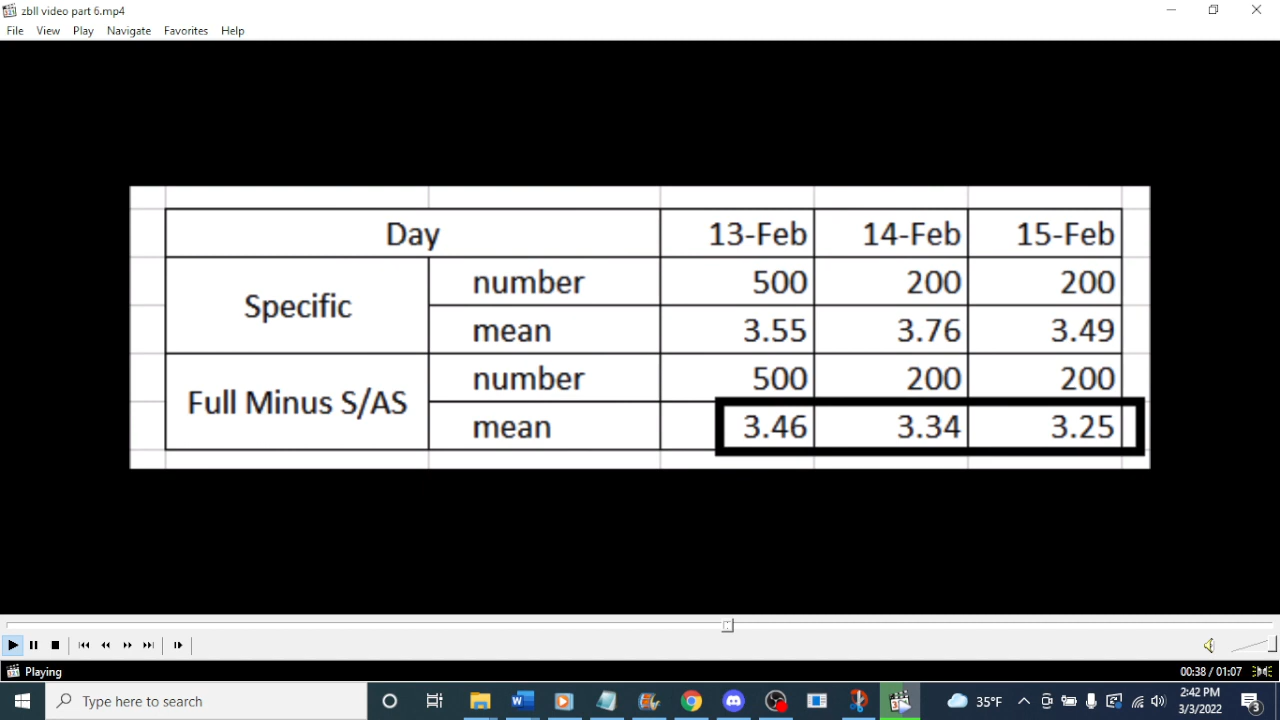 zbll video part 6.mp4
File View Play Navigate Favorites Help
Day 13-Feb 14-Feb 15-Feb
Specific
number 500 200 200
mean 3.55 3.76 3.49
Full Minus S/AS
number 500 200 200
mean 3.46 3.34 3.25
Playing 00:38 / 01:07
Type here to search 35°F 2:42 PM
3/3/2022 3